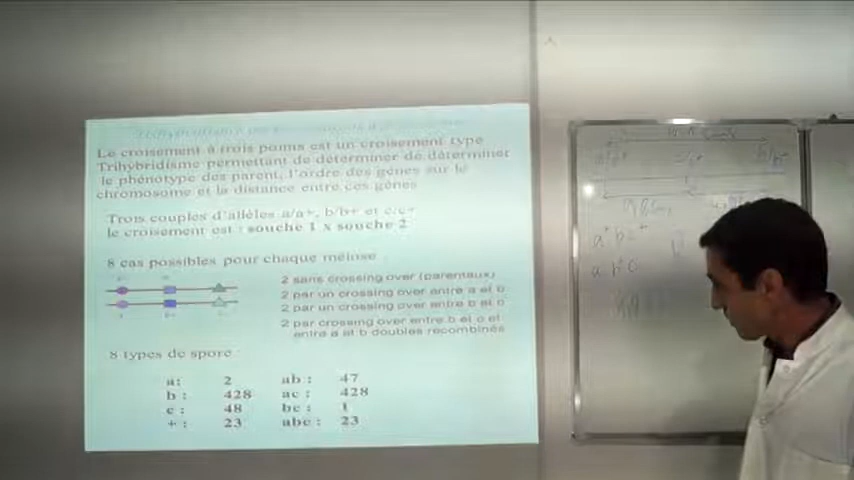 Le croisement à trois points est un croisement type
Trihybridisme permettant de déterminer de déterminer
le phénotype des parent, l'ordre des gènes sur le
chromosome et la distance entre ces gènes
Trois couples d'allèles a/a+, b/b+ et c/c+
le croisement est : souche 1 x souche 2
8 cas possibles pour chaque méiose
2 sans crossing over (parentaux)
2 par un crossing over entre a et b
2 par un crossing over entre b et c
2 par crossing over entre b et c et
entre a et b doubles recombinés
8 types de spore :
a: 2 ab : 47
b : 428 ac : 428
c : 48 bc : 1
+ : 23 abc : 23